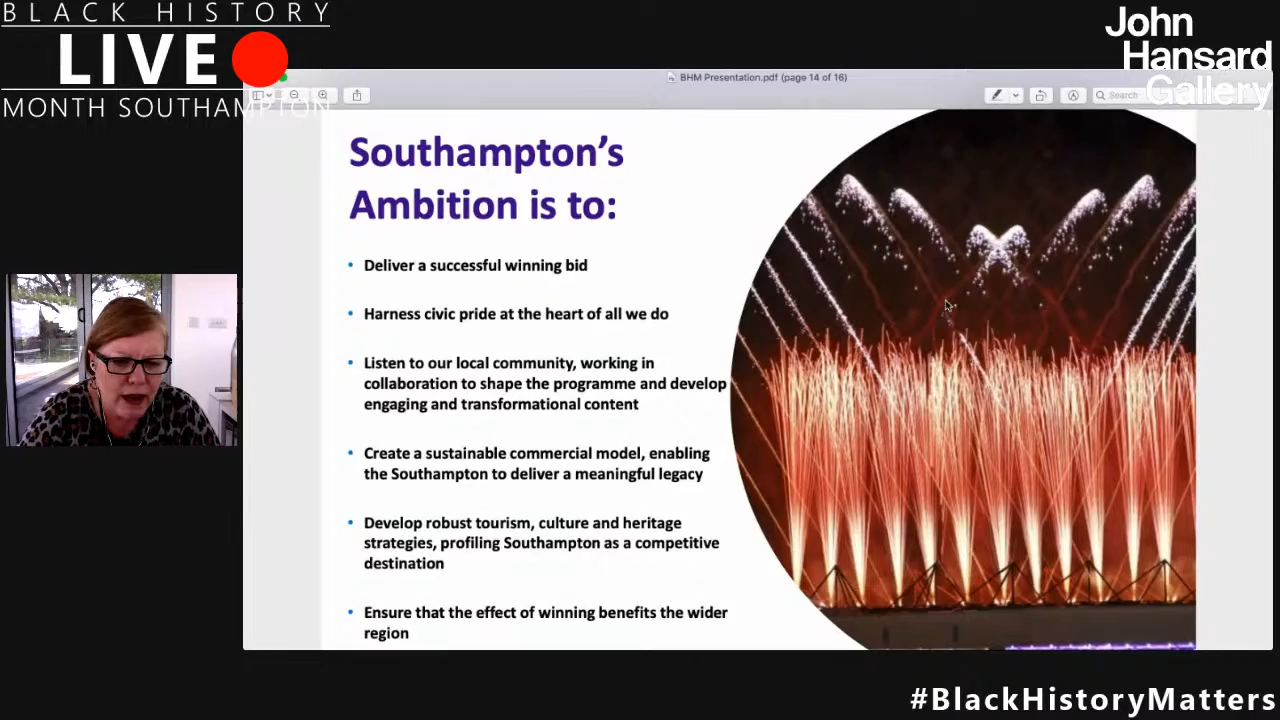 BLACK HISTORY
LIVE
MONTH SOUTHAMPTON
John
Hansard
Gallery
BHM Presentation.pdf (page 14 of 16)
Search
Southampton's
Ambition is to:
• Deliver a successful winning bid
• Harness civic pride at the heart of all we do
• Listen to our local community, working in
collaboration to shape the programme and develop
engaging and transformational content
• Create a sustainable commercial model, enabling
the Southampton to deliver a meaningful legacy
• Develop robust tourism, culture and heritage
strategies, profiling Southampton as a competitive
destination
• Ensure that the effect of winning benefits the wider
region
#BlackHistoryMatters